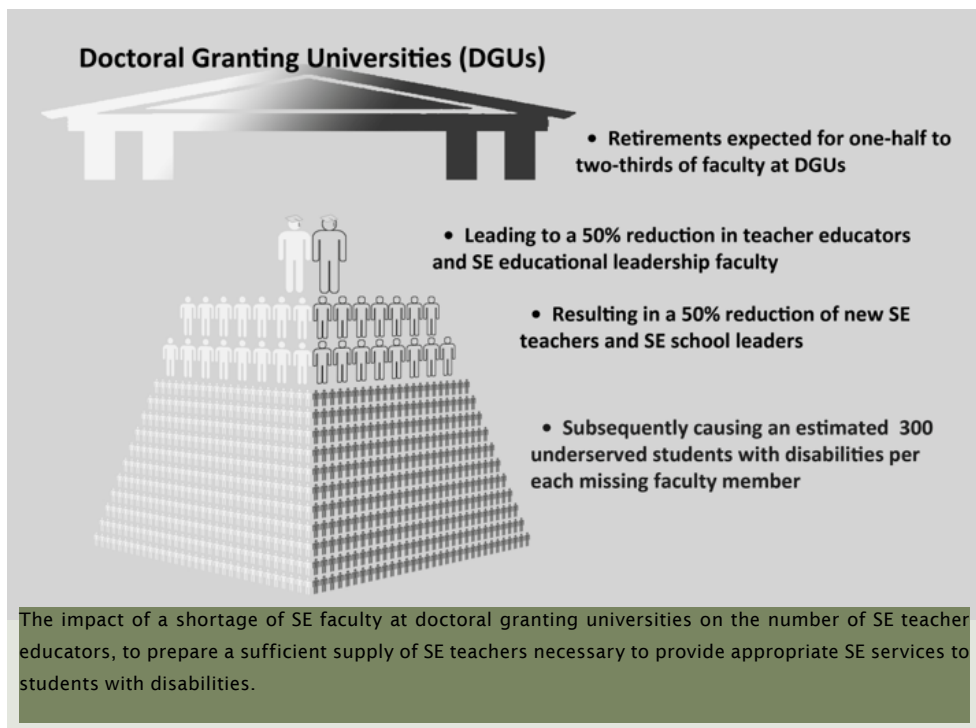 Doctoral Granting Universities (DGUs)
• Retirements expected for one-half to
two-thirds of faculty at DGUs
• Leading to a 50% reduction in teacher educators
and SE educational leadership faculty
• Resulting in a 50% reduction of new SE
teachers and SE school leaders
• Subsequently causing an estimated 300
underserved students with disabilities per
each missing faculty member
The impact of a shortage of SE faculty at doctoral granting universities on the number of SE teacher
educators, to prepare a sufficient supply of SE teachers necessary to provide appropriate SE services to
students with disabilities.